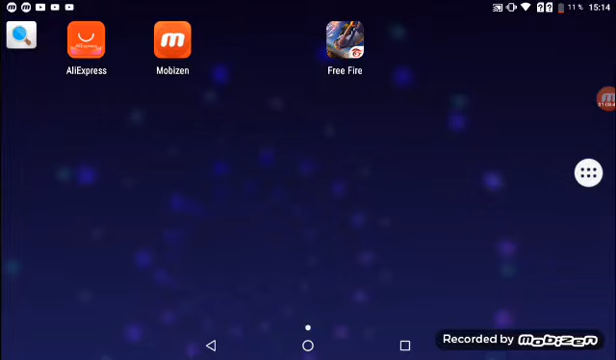 11 % 15:14
AliExpress
Mobizen
Free Fire
Recorded by mobizen